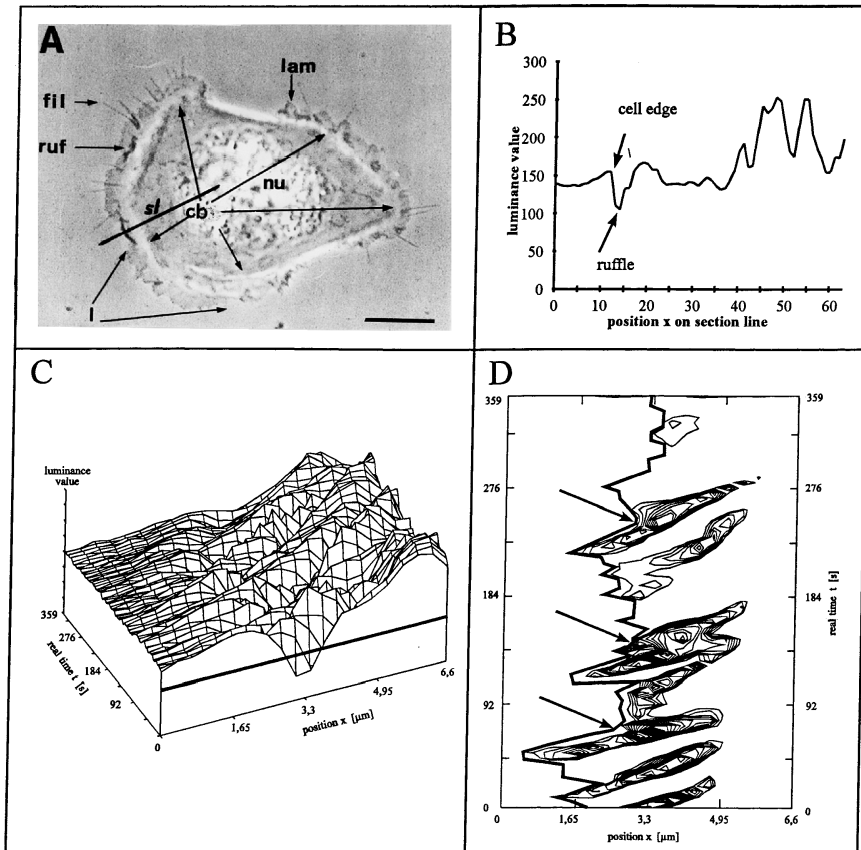 A
lam
fil
ruf
nu
sl
cb
l
B
300
250
200
150
100
50
0
luminance value
cell edge
ruffle
0 10 20 30 40 50 60
position x on section line
C
luminance
value
359
276
184
92
0
real time t [s]
1,65
3,3
4,95
6,6
position x [µm]
D
359
276
184
92
0
359
276
184
92
0
real time t [s]
0 1,65 3,3 4,95 6,6
position x [µm]